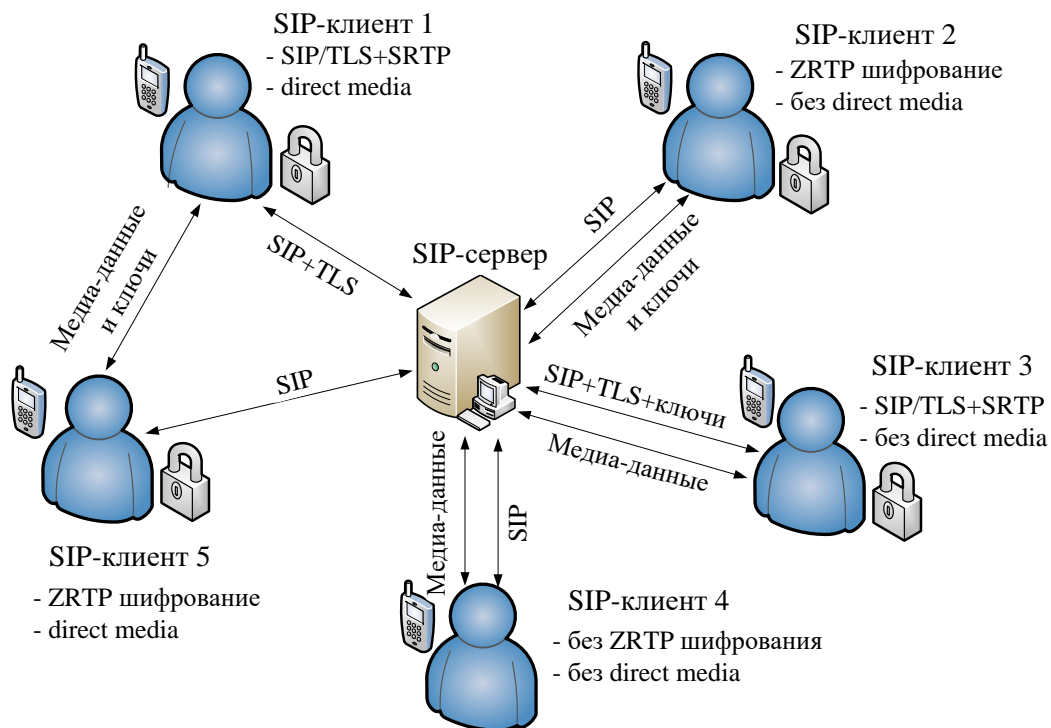 SIP-клиент 1
- SIP/TLS+SRTP
- direct media
SIP-клиент 2
- ZRTP шифрование
- без direct media
SIP
Медиа-данные
и ключи
SIP+TLS
SIP-сервер
Медиа-данные
и ключи
SIP
SIP+TLS+ключи
Медиа-данные
SIP-клиент 3
- SIP/TLS+SRTP
- без direct media
Медиа-данные
SIP
SIP-клиент 5
- ZRTP шифрование
- direct media
SIP-клиент 4
- без ZRTP шифрования
- без direct media